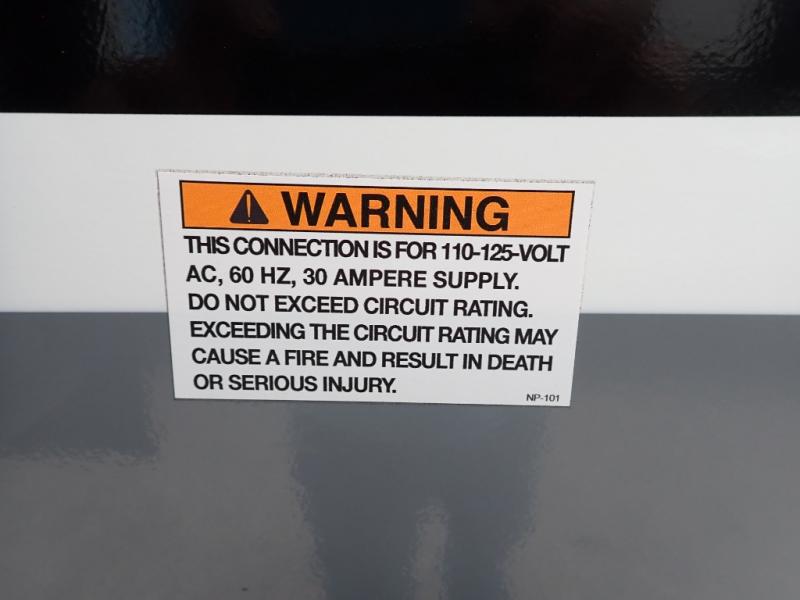 WARNING
THIS CONNECTION IS FOR 110-125-VOLT
AC, 60 HZ, 30 AMPERE SUPPLY.
DO NOT EXCEED CIRCUIT RATING.
EXCEEDING THE CIRCUIT RATING MAY
CAUSE A FIRE AND RESULT IN DEATH
OR SERIOUS INJURY.
NP-101